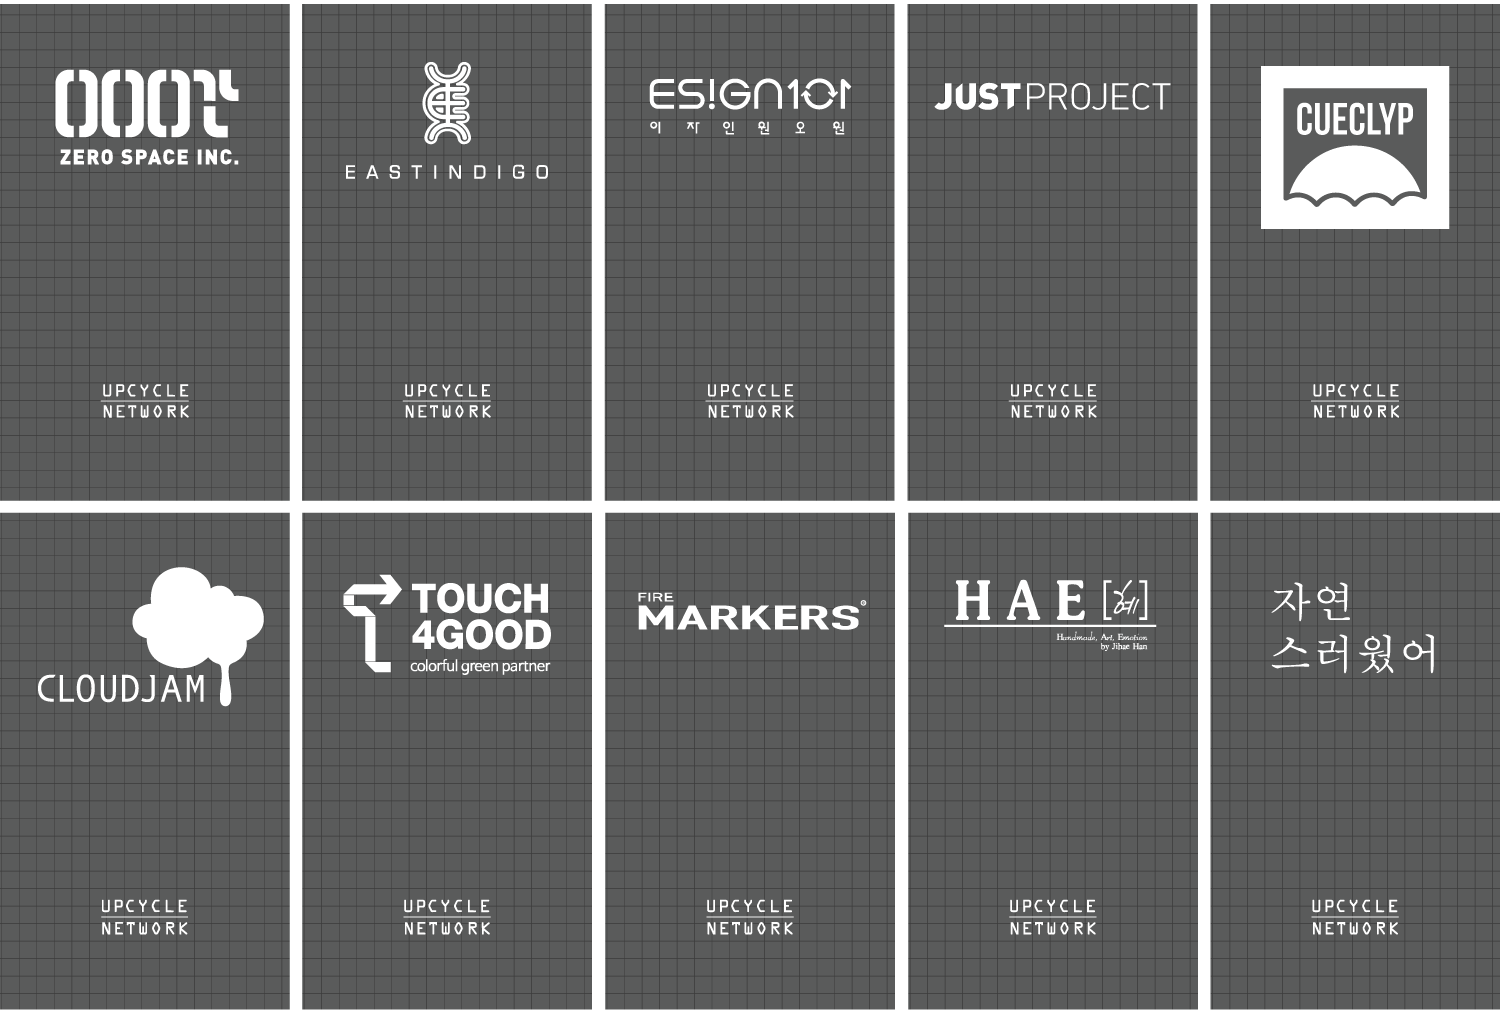 0001
ZERO SPACE INC.
UPCYCLE
NETWORK
EASTINDIGO
UPCYCLE
NETWORK
ES!GN101
이자인원오원
UPCYCLE
NETWORK
JUSTPROJECT
UPCYCLE
NETWORK
CUECLYP
UPCYCLE
NETWORK
CLOUDJAM
UPCYCLE
NETWORK
TOUCH
4GOOD
colorful green partner
UPCYCLE
NETWORK
FIRE
MARKERS®
UPCYCLE
NETWORK
HAE [혜]
Handmade, Art, Emotion
by Jihae Han
UPCYCLE
NETWORK
자연
스러웠어
UPCYCLE
NETWORK